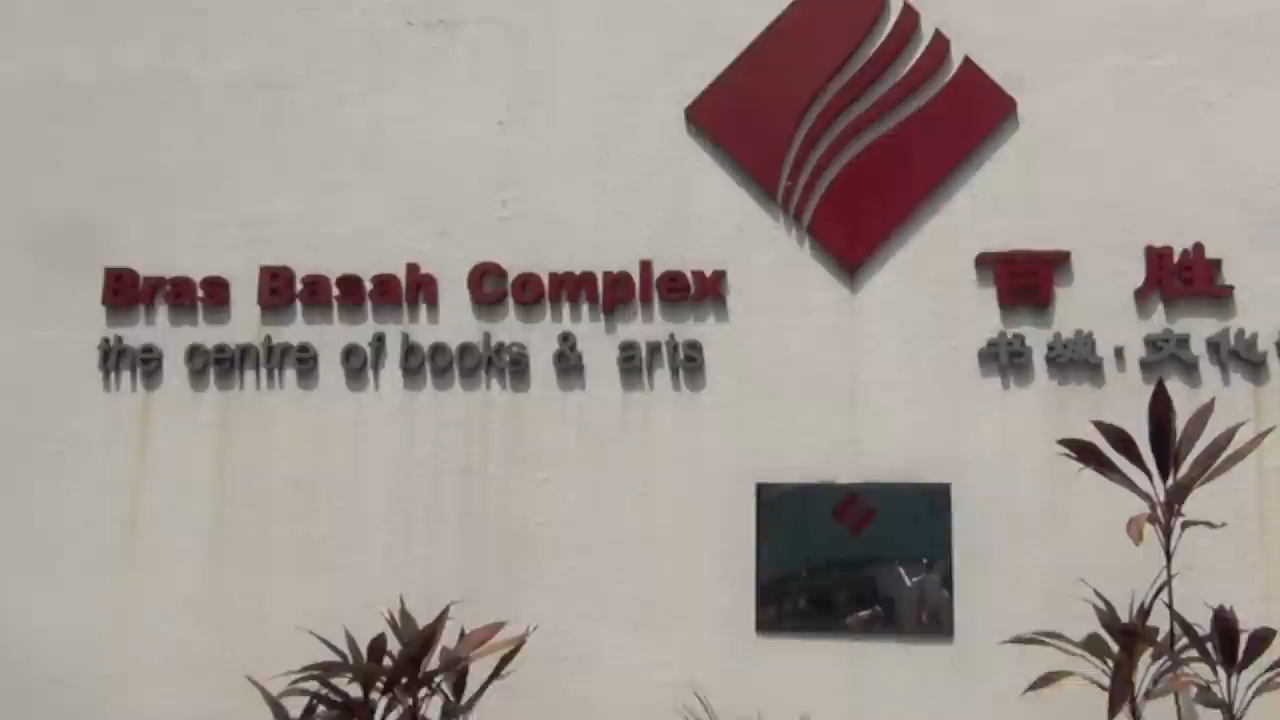 Bras Basah Complex
the centre of books & arts
百胜
书城·文化